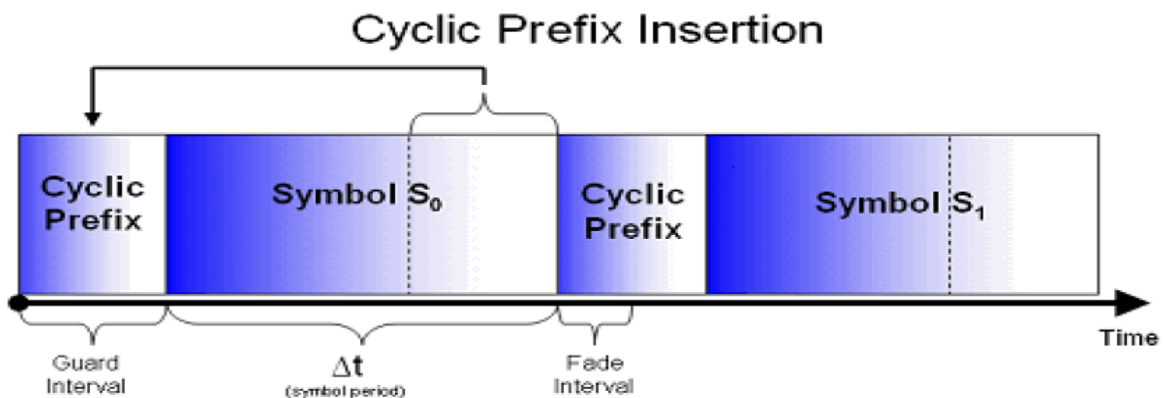 Cyclic Prefix Insertion
Cyclic
Prefix
Symbol S0
Cyclic
Prefix
Symbol S1
Time
Guard
Interval
Δt
(symbol period)
Fade
Interval